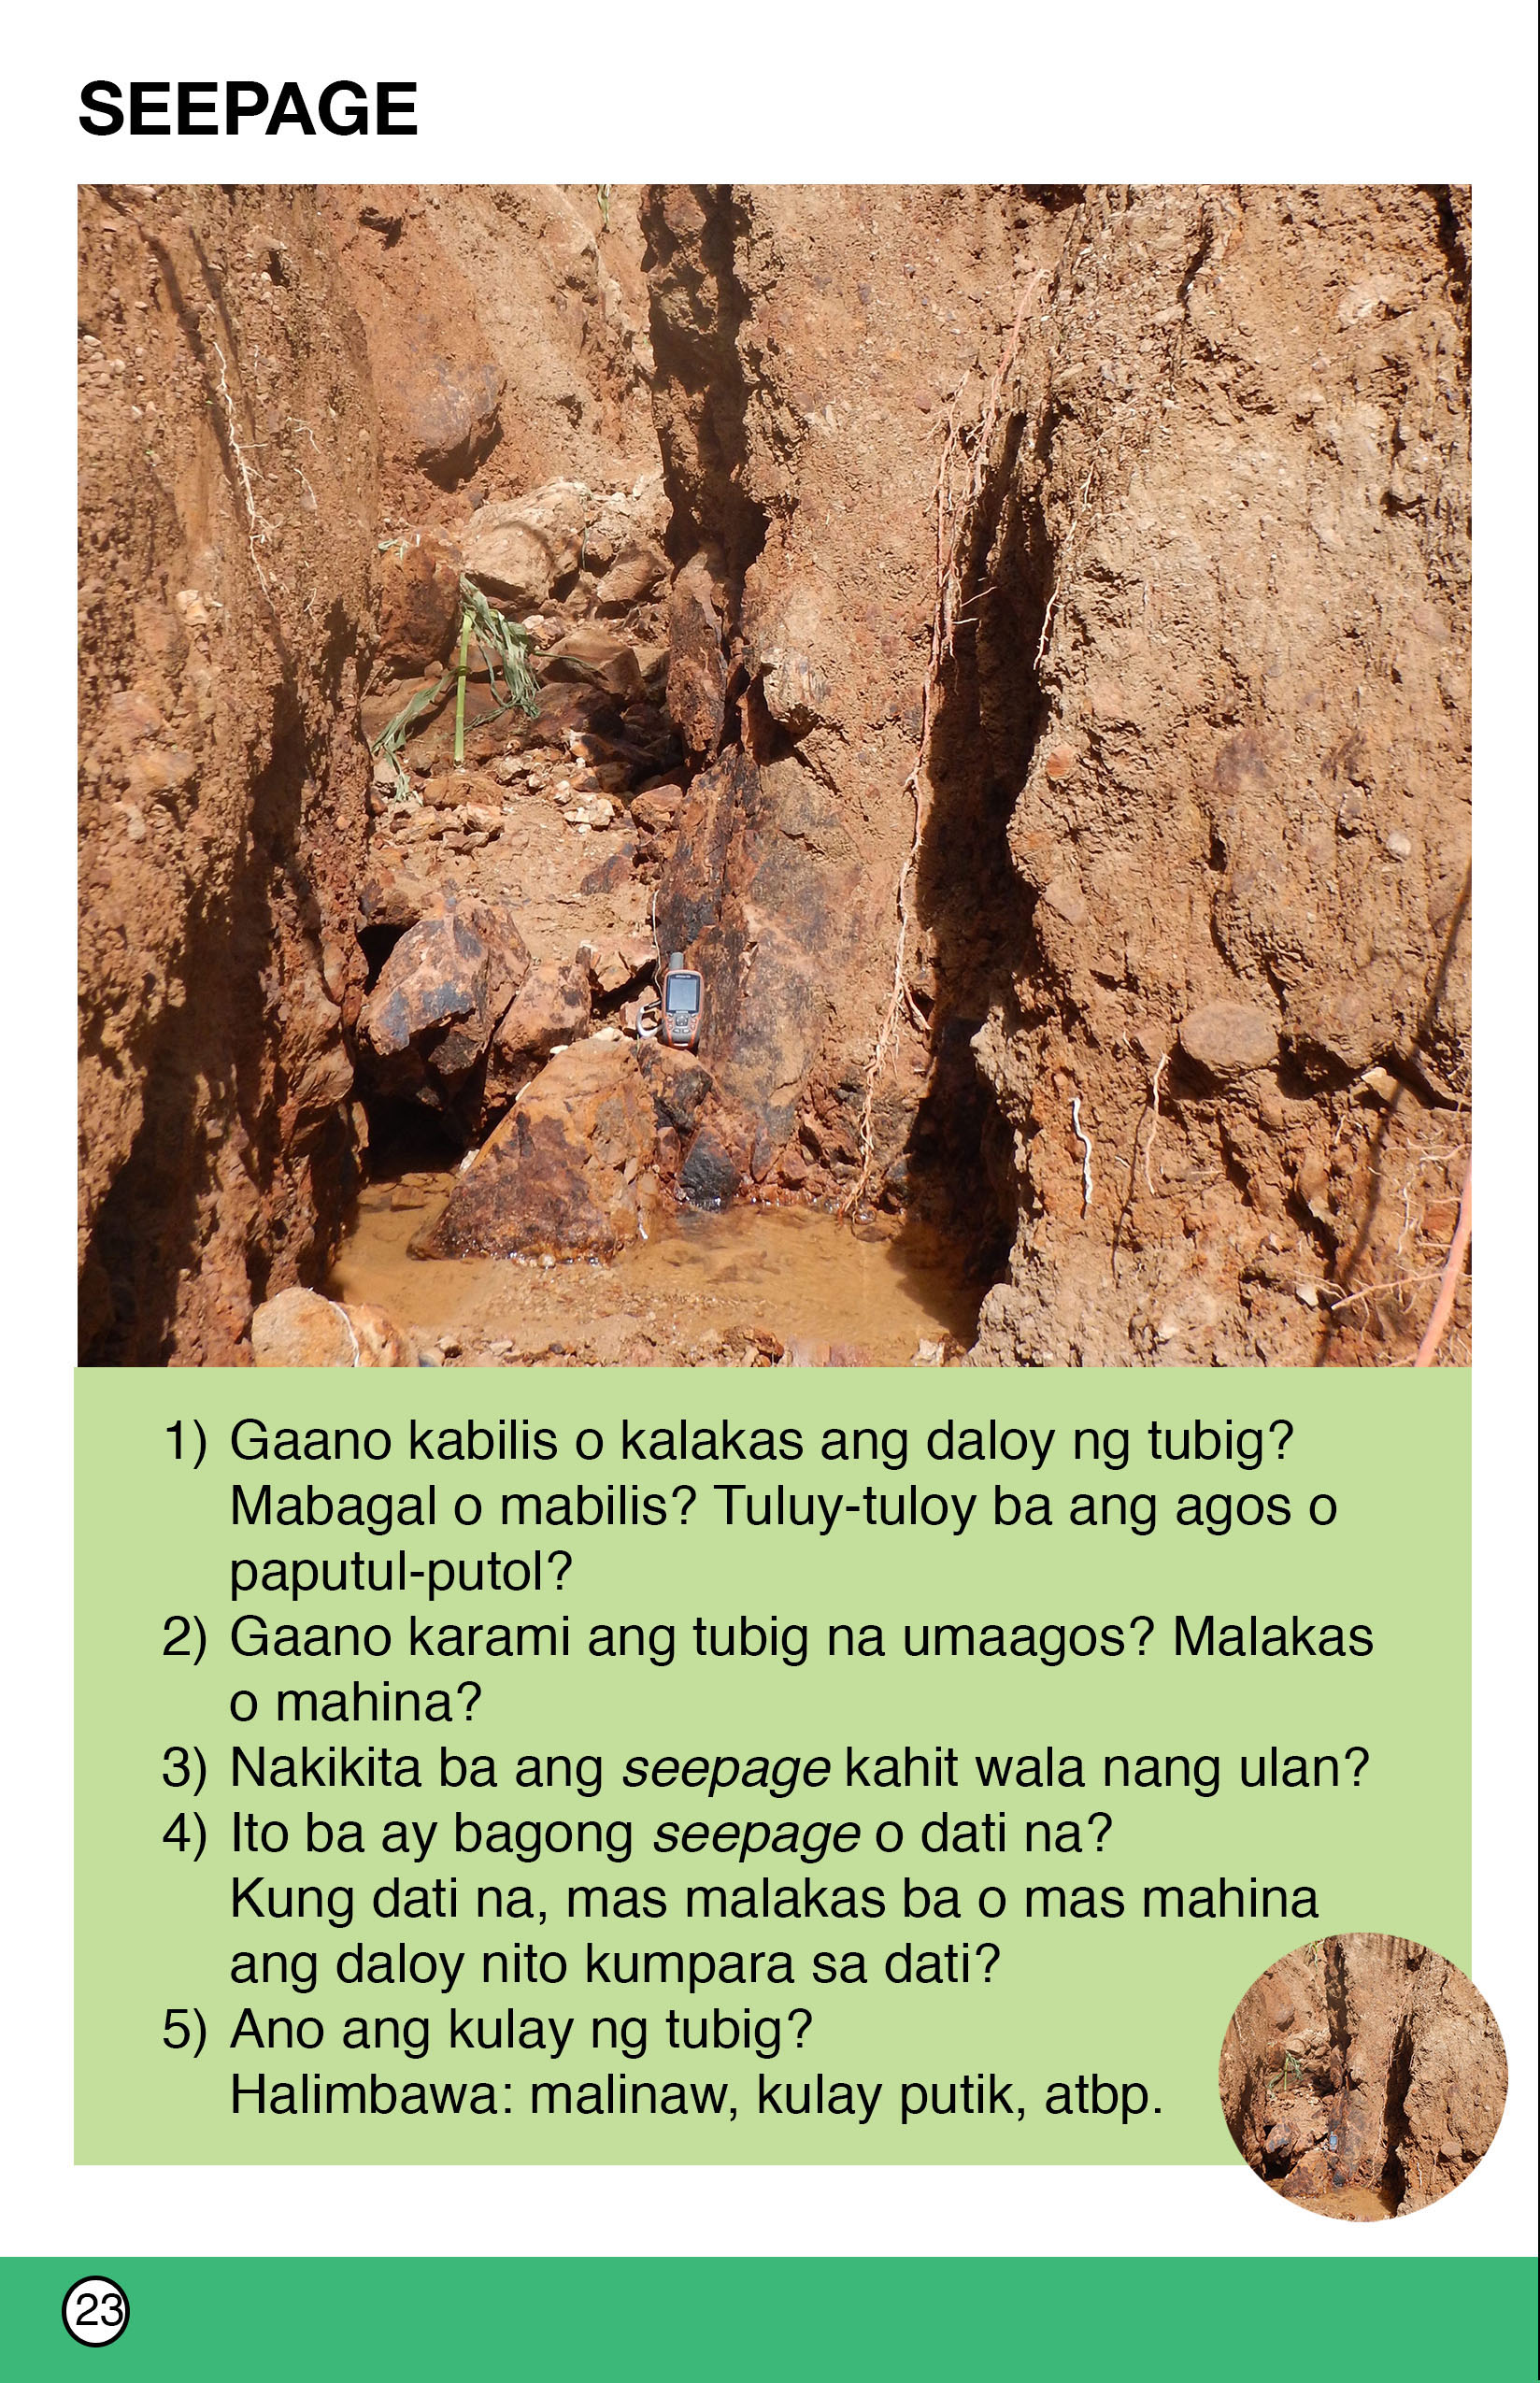 SEEPAGE
1) Gaano kabilis o kalakas ang daloy ng tubig?
Mabagal o mabilis? Tuluy-tuloy ba ang agos o
paputul-putol?
2) Gaano karami ang tubig na umaagos? Malakas
o mahina?
3) Nakikita ba ang seepage kahit wala nang ulan?
4) Ito ba ay bagong seepage o dati na?
Kung dati na, mas malakas ba o mas mahina
ang daloy nito kumpara sa dati?
5) Ano ang kulay ng tubig?
Halimbawa: malinaw, kulay putik, atbp.
23